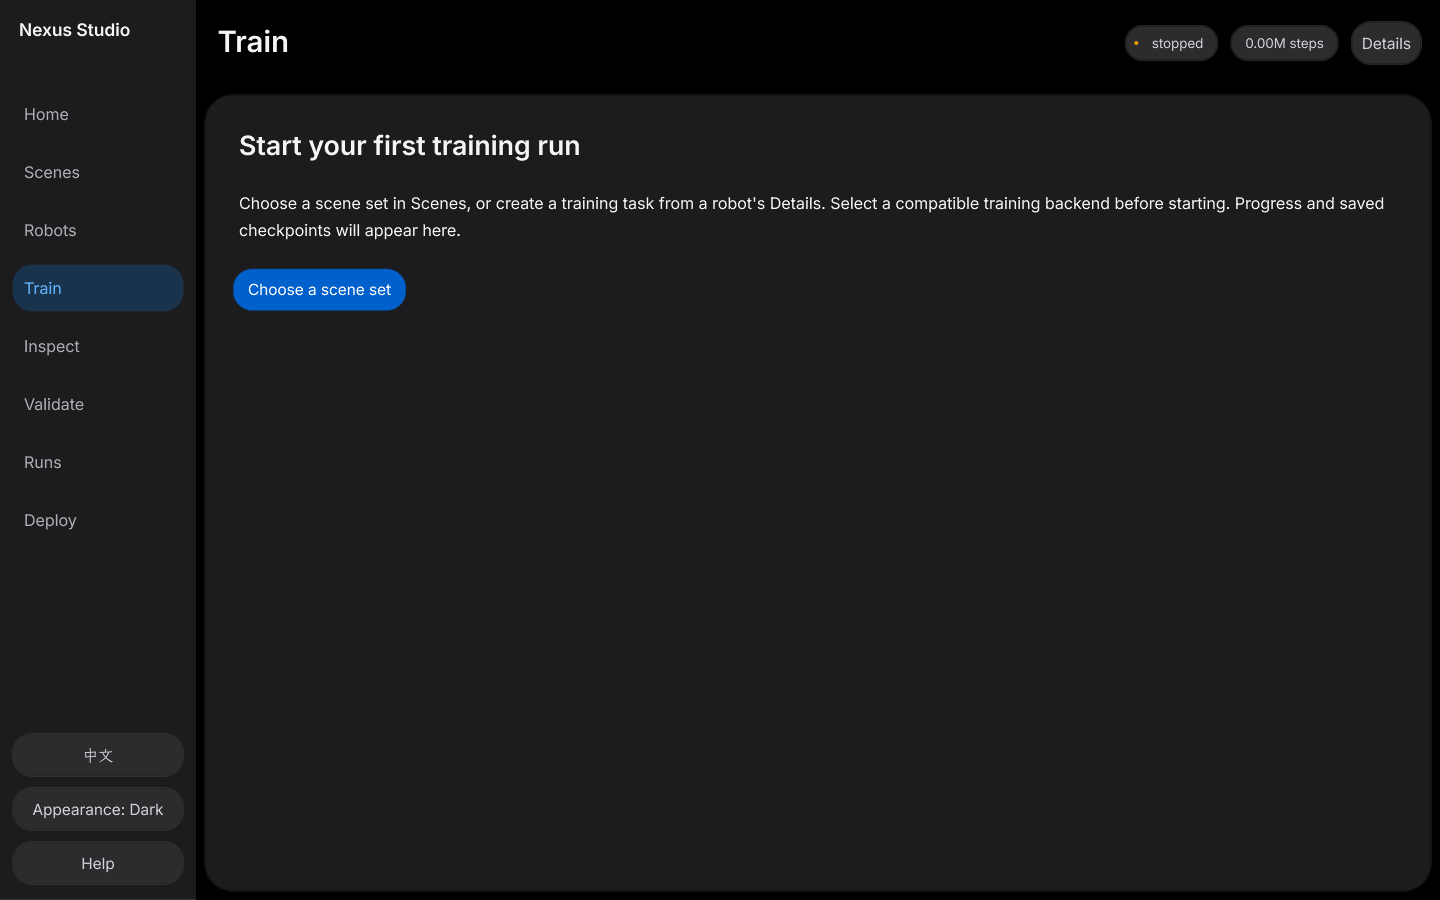 Nexus Studio
Home
Scenes
Robots
Train
Inspect
Validate
Runs
Deploy
中文
Appearance: Dark
Help
Train
stopped
0.00M steps
Details
Start your first training run
Choose a scene set in Scenes, or create a training task from a robot's Details. Select a compatible training backend before starting. Progress and saved
checkpoints will appear here.
Choose a scene set